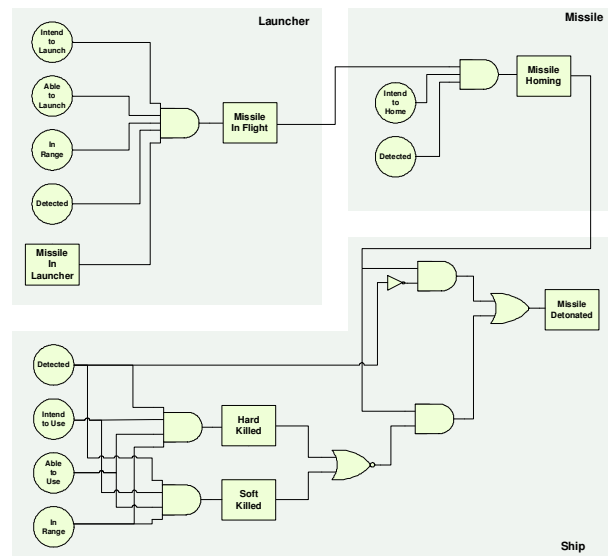 Launcher
Intend
to
Launch
Able
to
Launch
In
Range
Detected
Missile
In
Launcher
Missile
In Flight
Missile
Intend
to
Home
Detected
Missile
Homing
Detected
Intend
to Use
Able
to
Use
In
Range
Hard
Killed
Soft
Killed
Missile
Detonated
Ship